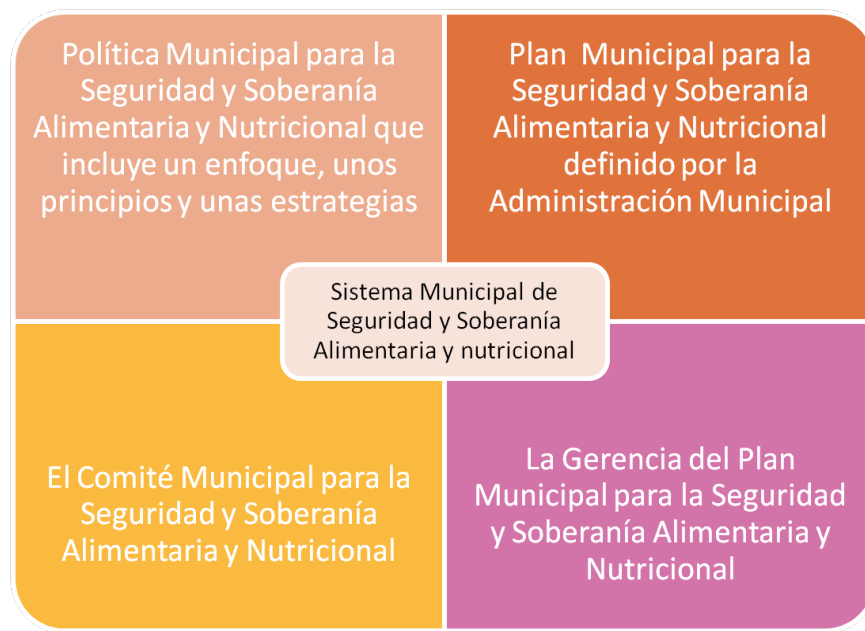 Política Municipal para la
Seguridad y Soberanía
Alimentaria y Nutricional que
incluye un enfoque, unos
principios y unas estrategias
Plan Municipal para la
Seguridad y Soberanía
Alimentaria y Nutricional
definido por la
Administración Municipal
Sistema Municipal de
Seguridad y Soberanía
Alimentaria y nutricional
El Comité Municipal para la
Seguridad y Soberanía
Alimentaria y Nutricional
La Gerencia del Plan
Municipal para la Seguridad
y Soberanía Alimentaria y
Nutricional